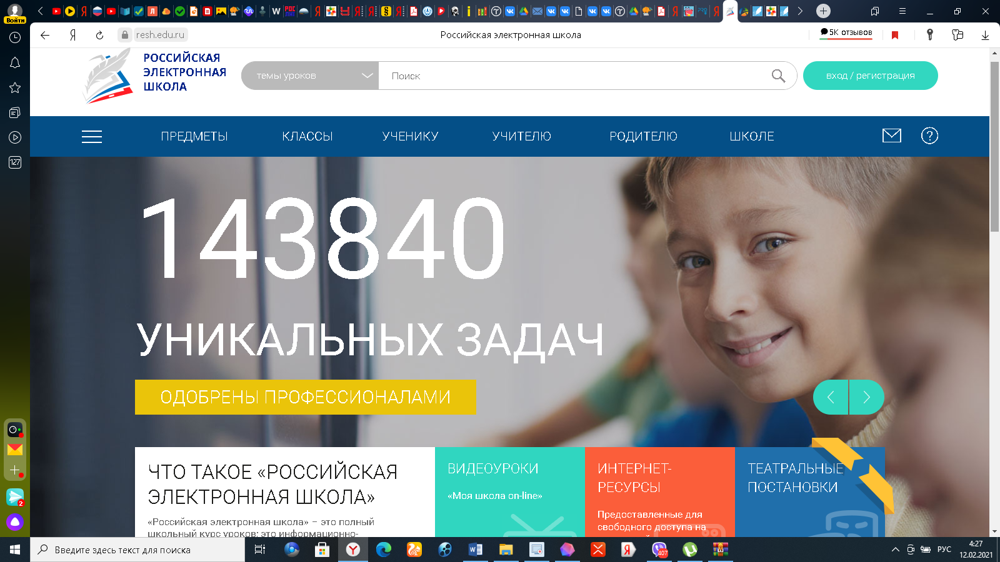 Войти
resh.edu.ru
Российская электронная школа
5K отзывов
127
РОССИЙСКАЯ
ЭЛЕКТРОННАЯ
ШКОЛА
темы уроков
Поиск
вход / регистрация
ПРЕДМЕТЫ
КЛАССЫ
УЧЕНИКУ
УЧИТЕЛЮ
РОДИТЕЛЮ
ШКОЛЕ
143840
УНИКАЛЬНЫХ ЗАДАЧ
ОДОБРЕНЫ ПРОФЕССИОНАЛАМИ
ЧТО ТАКОЕ «РОССИЙСКАЯ
ЭЛЕКТРОННАЯ ШКОЛА»
«Российская электронная школа» – это полный
школьный курс уроков; это информационно-
ВИДЕОУРОКИ
«Моя школа on-line»
ИНТЕРНЕТ-
РЕСУРСЫ
Предоставленные для
свободного доступа на
ТЕАТРАЛЬНЫЕ
ПОСТАНОВКИ
2
Введите здесь текст для поиска
407
РУС
4:27
12.02.2021